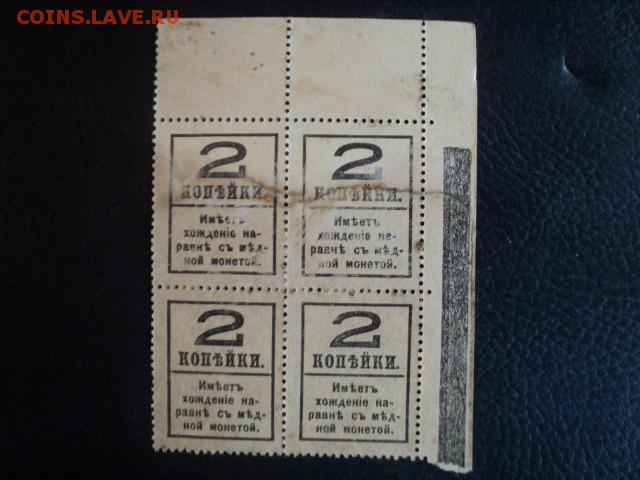 COINS.LAVE.RU
2
КОПѢЙКИ.
Имѣетъ
хожденіе на-
равнѣ съ мѣд-
ной монетой.
2
КОПѢЙКИ.
Имѣетъ
хожденіе на-
равнѣ съ мѣд-
ной монетой.
2
КОПѢЙКИ.
Имѣетъ
хожденіе на-
равнѣ съ мѣд-
ной монетой.
2
КОПѢЙКИ.
Имѣетъ
хожденіе на-
равнѣ съ мѣд-
ной монетой.